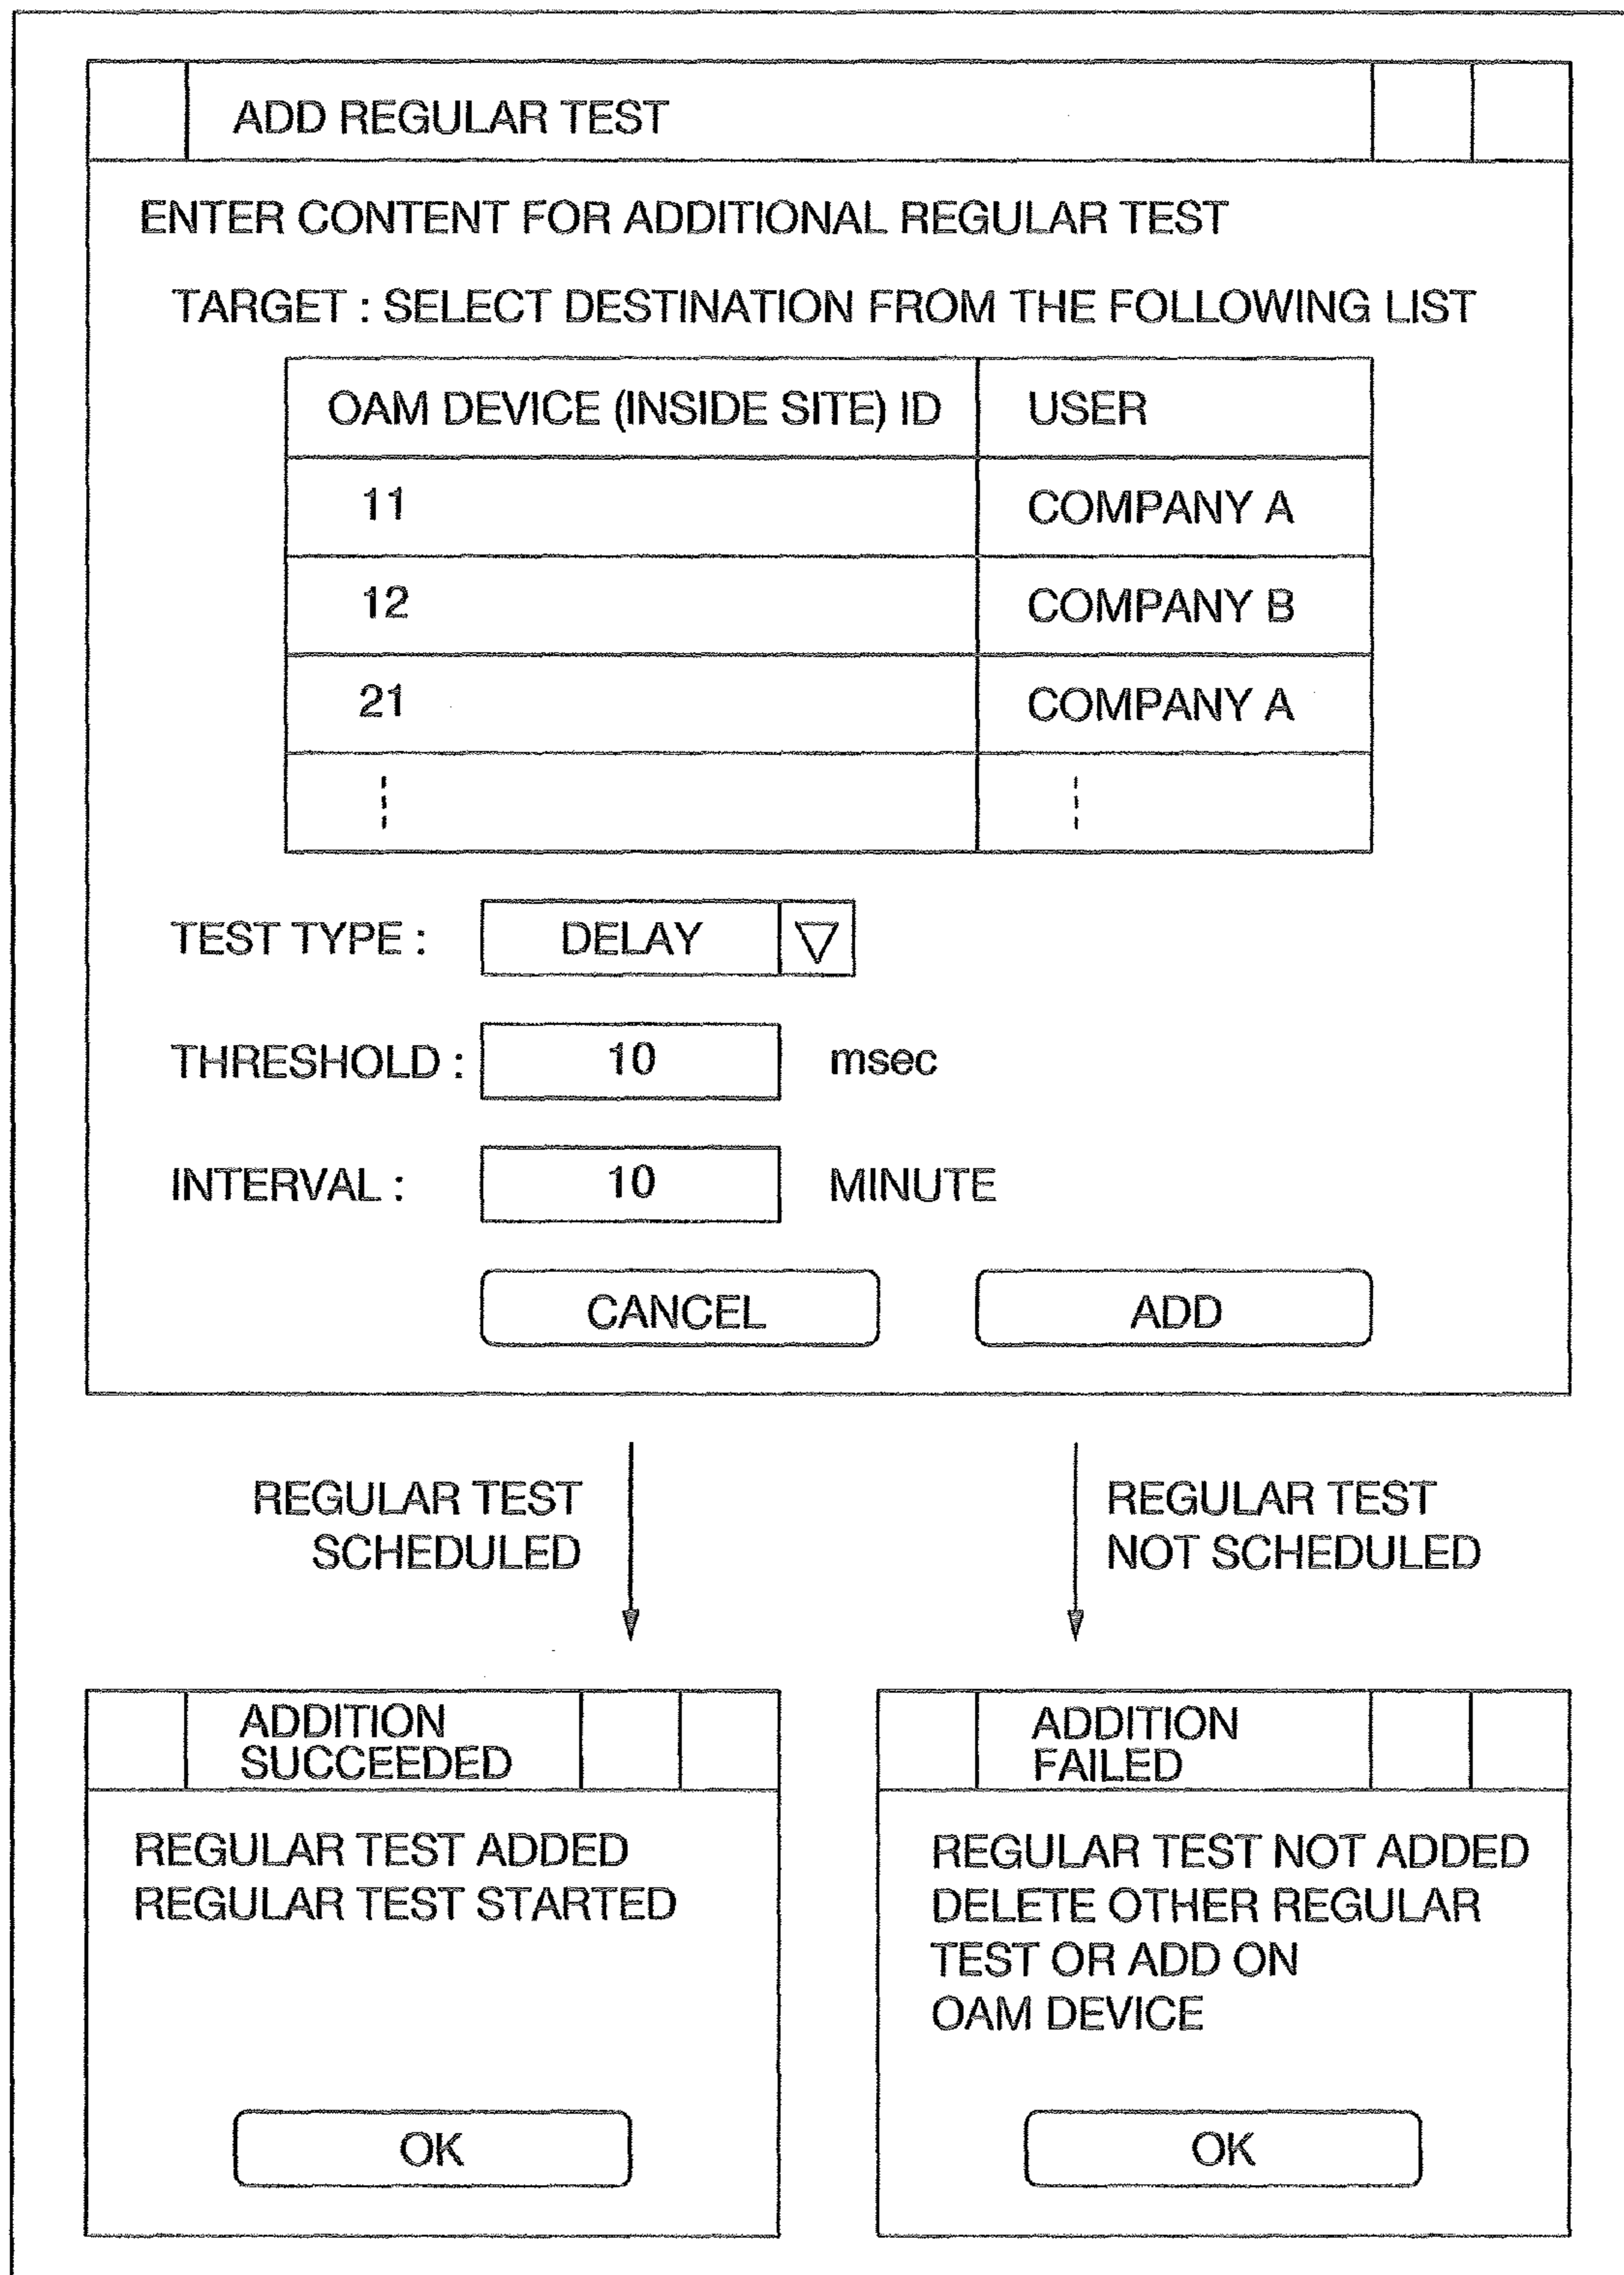 ADD REGULAR TEST
ENTER CONTENT FOR ADDITIONAL REGULAR TEST
TARGET : SELECT DESTINATION FROM THE FOLLOWING LIST
OAM DEVICE (INSIDE SITE) ID USER
11 COMPANY A
12 COMPANY B
21 COMPANY A
TEST TYPE : DELAY
THRESHOLD : 10 msec
INTERVAL : 10 MINUTE
CANCEL ADD
REGULAR TEST
SCHEDULED
REGULAR TEST
NOT SCHEDULED
ADDITION
SUCCEEDED
REGULAR TEST ADDED
REGULAR TEST STARTED
OK
ADDITION
FAILED
REGULAR TEST NOT ADDED
DELETE OTHER REGULAR
TEST OR ADD ON
OAM DEVICE
OK